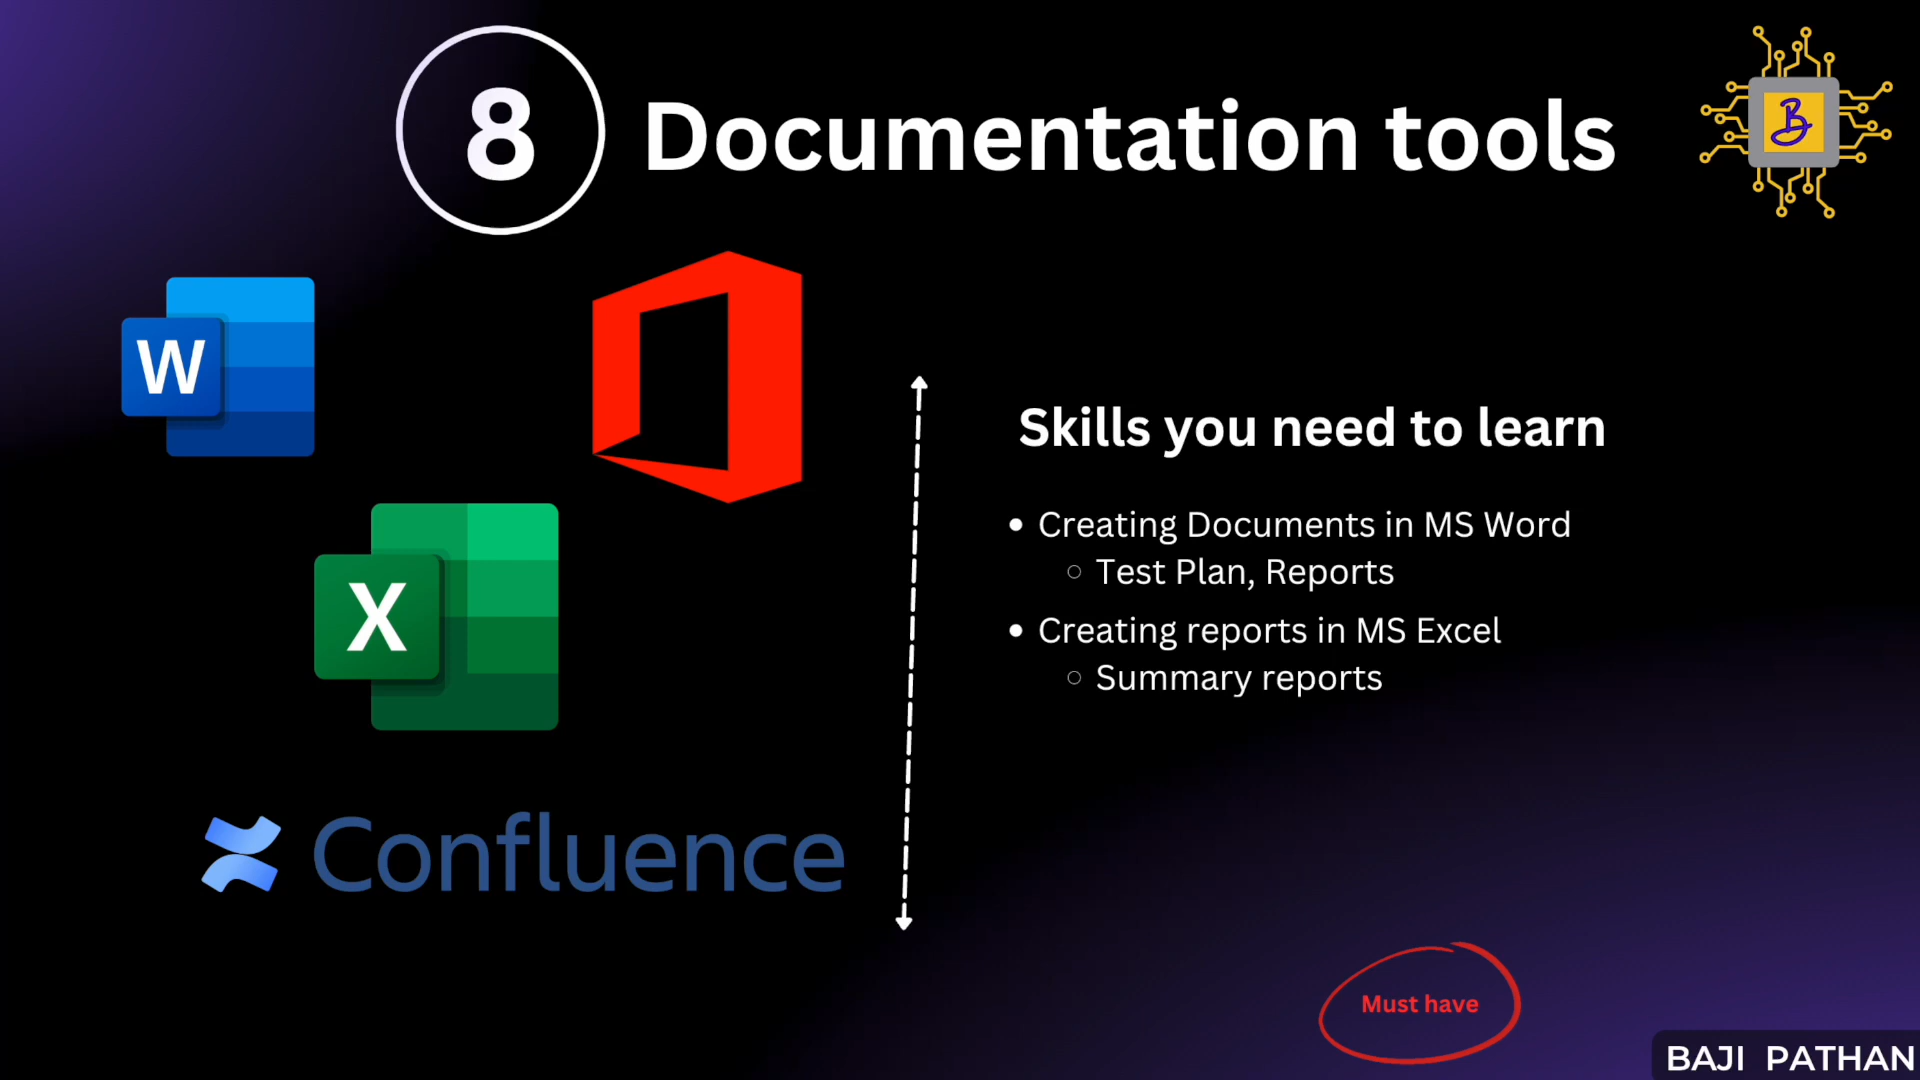 8
Documentation tools
B
W
X
Confluence
Skills you need to learn
• Creating Documents in MS Word
○ Test Plan, Reports
• Creating reports in MS Excel
○ Summary reports
Must have
BAJI PATHAN